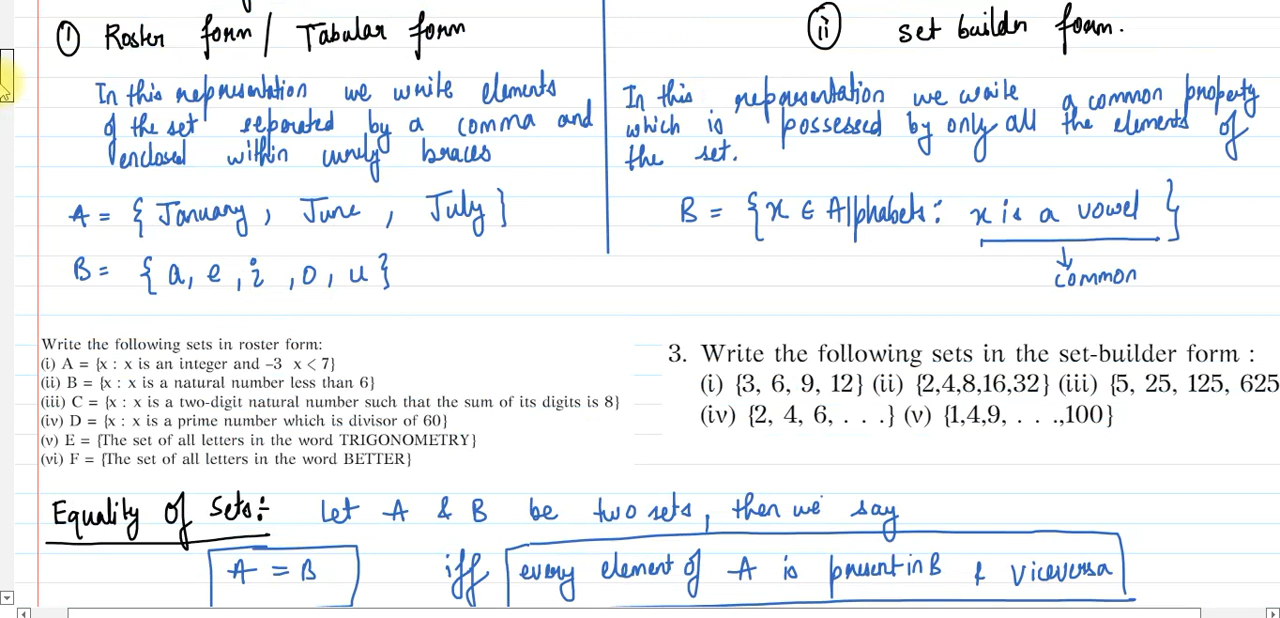 ① Roster form / Tabular form
In this representation we write elements
of the set separated by a comma and
enclosed within curly braces
A = { January, June, July }
B = { a, e, i, o, u }
ii set buildr form.
In this representation we write a common property
which is possessed by only all the elements of
the set.
B = { x ∈ Alphabets : x is a vowel }
↓
common
Write the following sets in roster form:
(i) A = {x : x is an integer and –3 x < 7}
(ii) B = {x : x is a natural number less than 6}
(iii) C = {x : x is a two-digit natural number such that the sum of its digits is 8}
(iv) D = {x : x is a prime number which is divisor of 60}
(v) E = {The set of all letters in the word TRIGONOMETRY}
(vi) F = {The set of all letters in the word BETTER}
3. Write the following sets in the set-builder form :
(i) {3, 6, 9, 12} (ii) {2,4,8,16,32} (iii) {5, 25, 125, 625
(iv) {2, 4, 6, . . .} (v) {1,4,9, . . .,100}
Equality of Sets:- Let A & B be two sets, then we say
A = B iff every element of A is present in B & viceversa